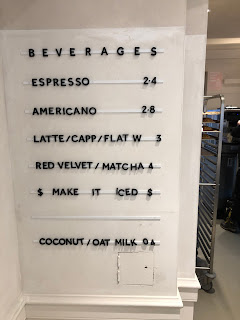 BEVERAGES
ESPRESSO 2.4
AMERICANO 2.8
LATTE/CAPP/FLAT W 3
RED VELVET/MATCHA 4
$ MAKE IT ICED $
COCONUT/OAT MILK 0.6